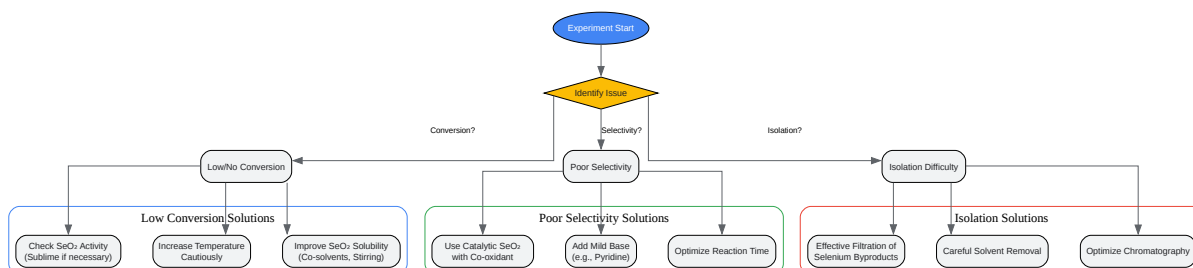 Experiment Start
Identify Issue
Conversion?
Selectivity?
Isolation?
Low/No Conversion
Poor Selectivity
Isolation Difficulty
Low Conversion Solutions
Poor Selectivity Solutions
Isolation Solutions
Check SeO₂ Activity
(Sublime if necessary)
Increase Temperature
Cautiously
Improve SeO₂ Solubility
(Co-solvents, Stirring)
Use Catalytic SeO₂
with Co-oxidant
Add Mild Base
(e.g., Pyridine)
Optimize Reaction Time
Effective Filtration of
Selenium Byproducts
Careful Solvent Removal
Optimize Chromatography